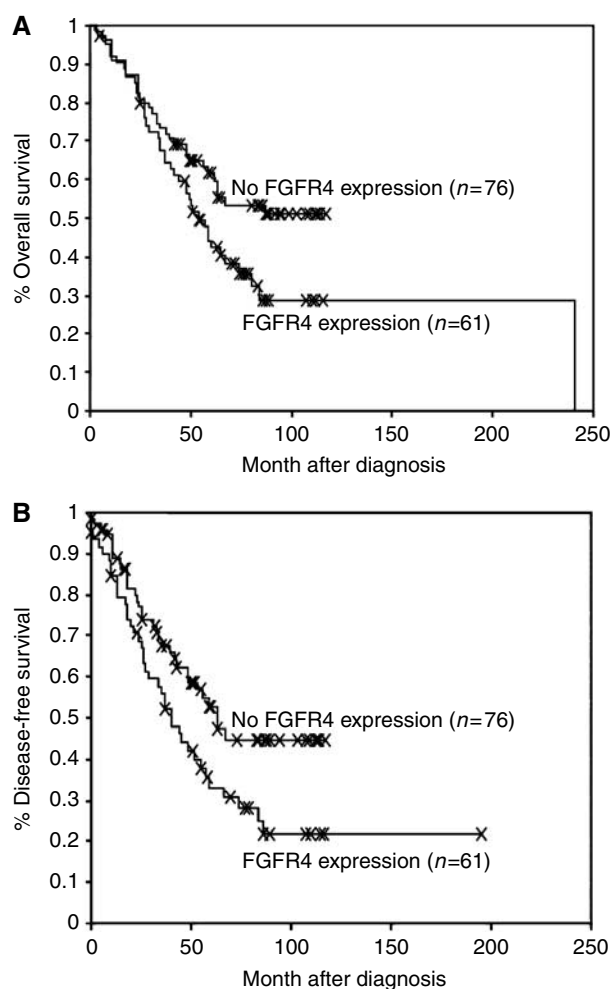 A
1
0.9
0.8
0.7
0.6
0.5
0.4
0.3
0.2
0.1
0
% Overall survival
No FGFR4 expression (n=76)
FGFR4 expression (n=61)
0 50 100 150 200 250
Month after diagnosis
B
1
0.9
0.8
0.7
0.6
0.5
0.4
0.3
0.2
0.1
0
% Disease-free survival
No FGFR4 expression (n=76)
FGFR4 expression (n=61)
0 50 100 150 200 250
Month after diagnosis